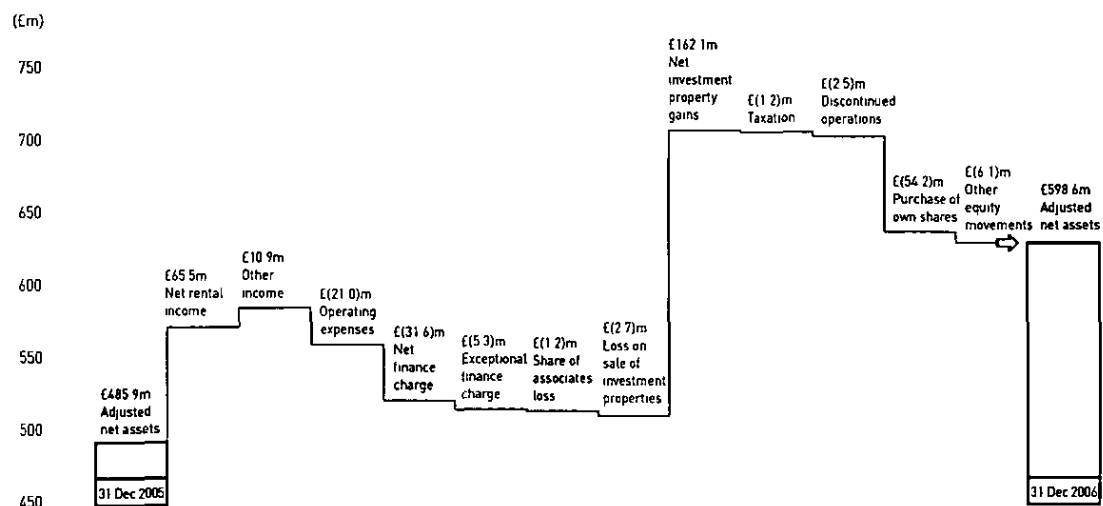 (£m)
750
700
650
600
550
500
450
£485 9m
Adjusted
net assets
31 Dec 2005
£65 5m
Net rental
income
£10 9m
Other
income
£(21 0)m
Operating
expenses
£(31 6)m
Net
finance
charge
£(5 3)m
Exceptional
finance
charge
£(1 2)m
Share of
associates
loss
£(2 7)m
Loss on
sale of
investment
properties
£162 1m
Net
investment
property
gains
£(1 2)m
Taxation
£(2 5)m
Discontinued
operations
£(54 2)m
Purchase of
own shares
£(6 1)m
Other
equity
movements
£598 6m
Adjusted
net assets
31 Dec 2006